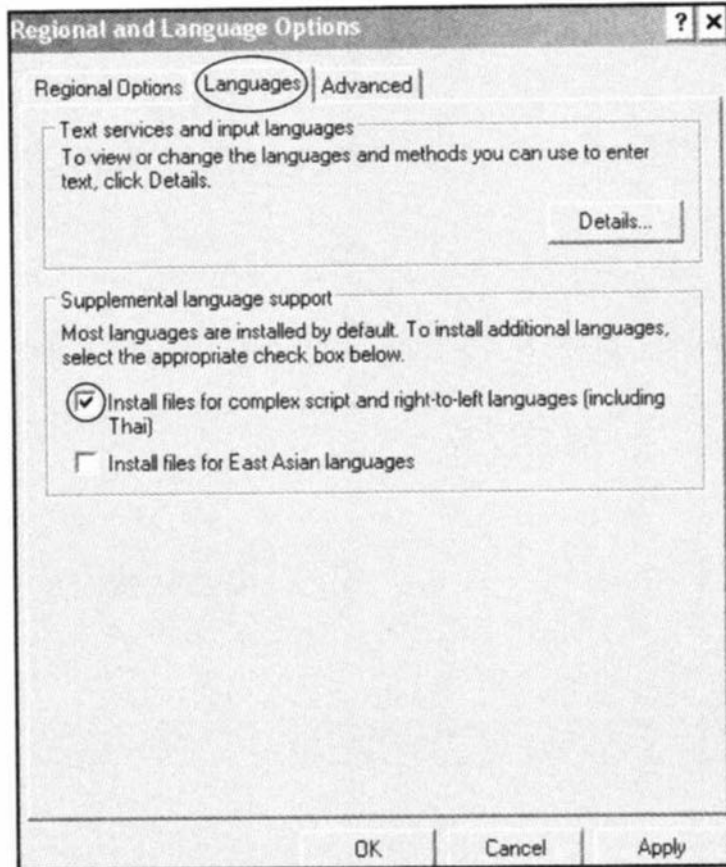 Regional and Language Options ? X
Regional Options Languages Advanced
Text services and input languages
To view or change the languages and methods you can use to enter
text, click Details.
Details...
Supplemental language support
Most languages are installed by default. To install additional languages,
select the appropriate check box below.
Install files for complex script and right-to-left languages (including
Thai)
Install files for East Asian languages
OK Cancel Apply